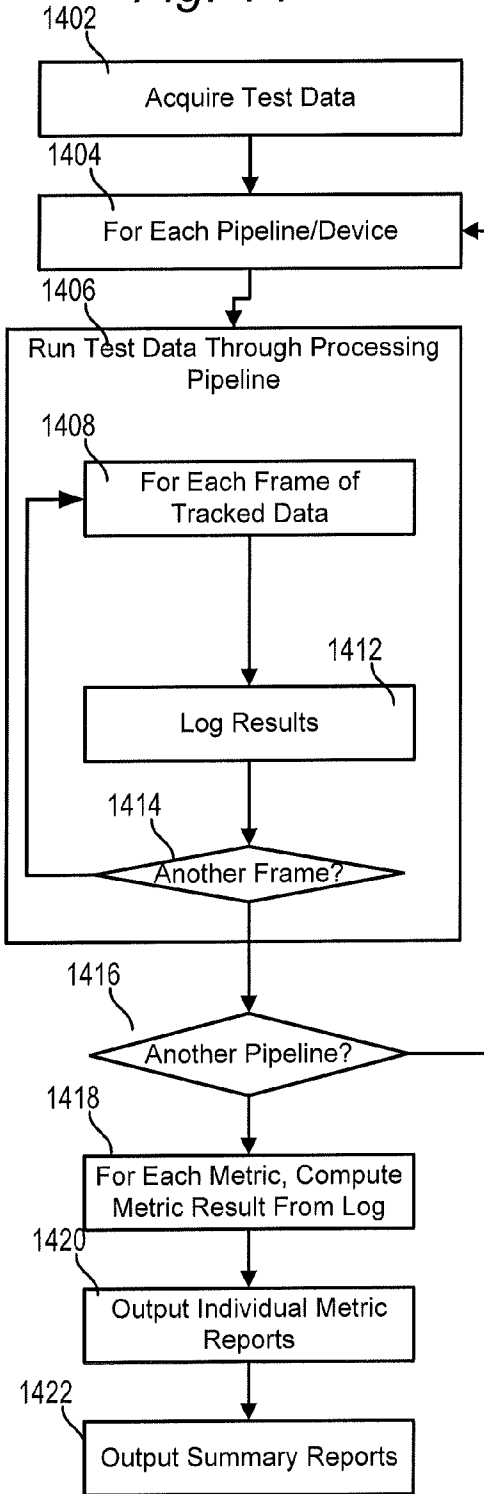 1402
Acquire Test Data
1404
For Each Pipeline/Device
1406
Run Test Data Through Processing
Pipeline
1408
For Each Frame of
Tracked Data
1412
Log Results
1414
Another Frame?
1416
Another Pipeline?
1418
For Each Metric, Compute
Metric Result From Log
1420
Output Individual Metric
Reports
1422
Output Summary Reports